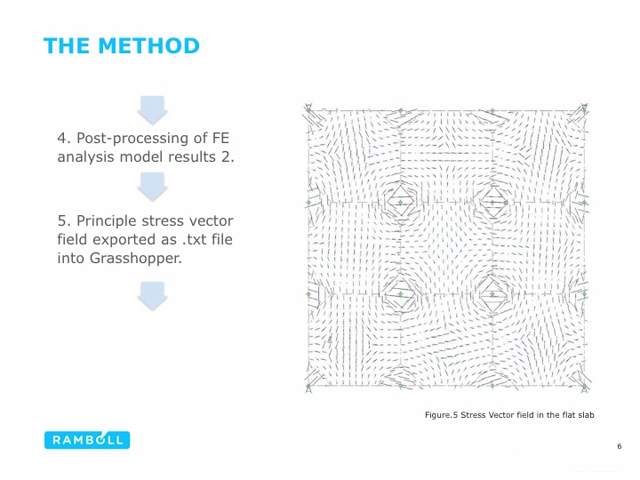 THE METHOD
4. Post-processing of FE
analysis model results 2.
5. Principle stress vector
field exported as .txt file
into Grasshopper.
Figure.5 Stress Vector field in the flat slab
RAMBOLL
6